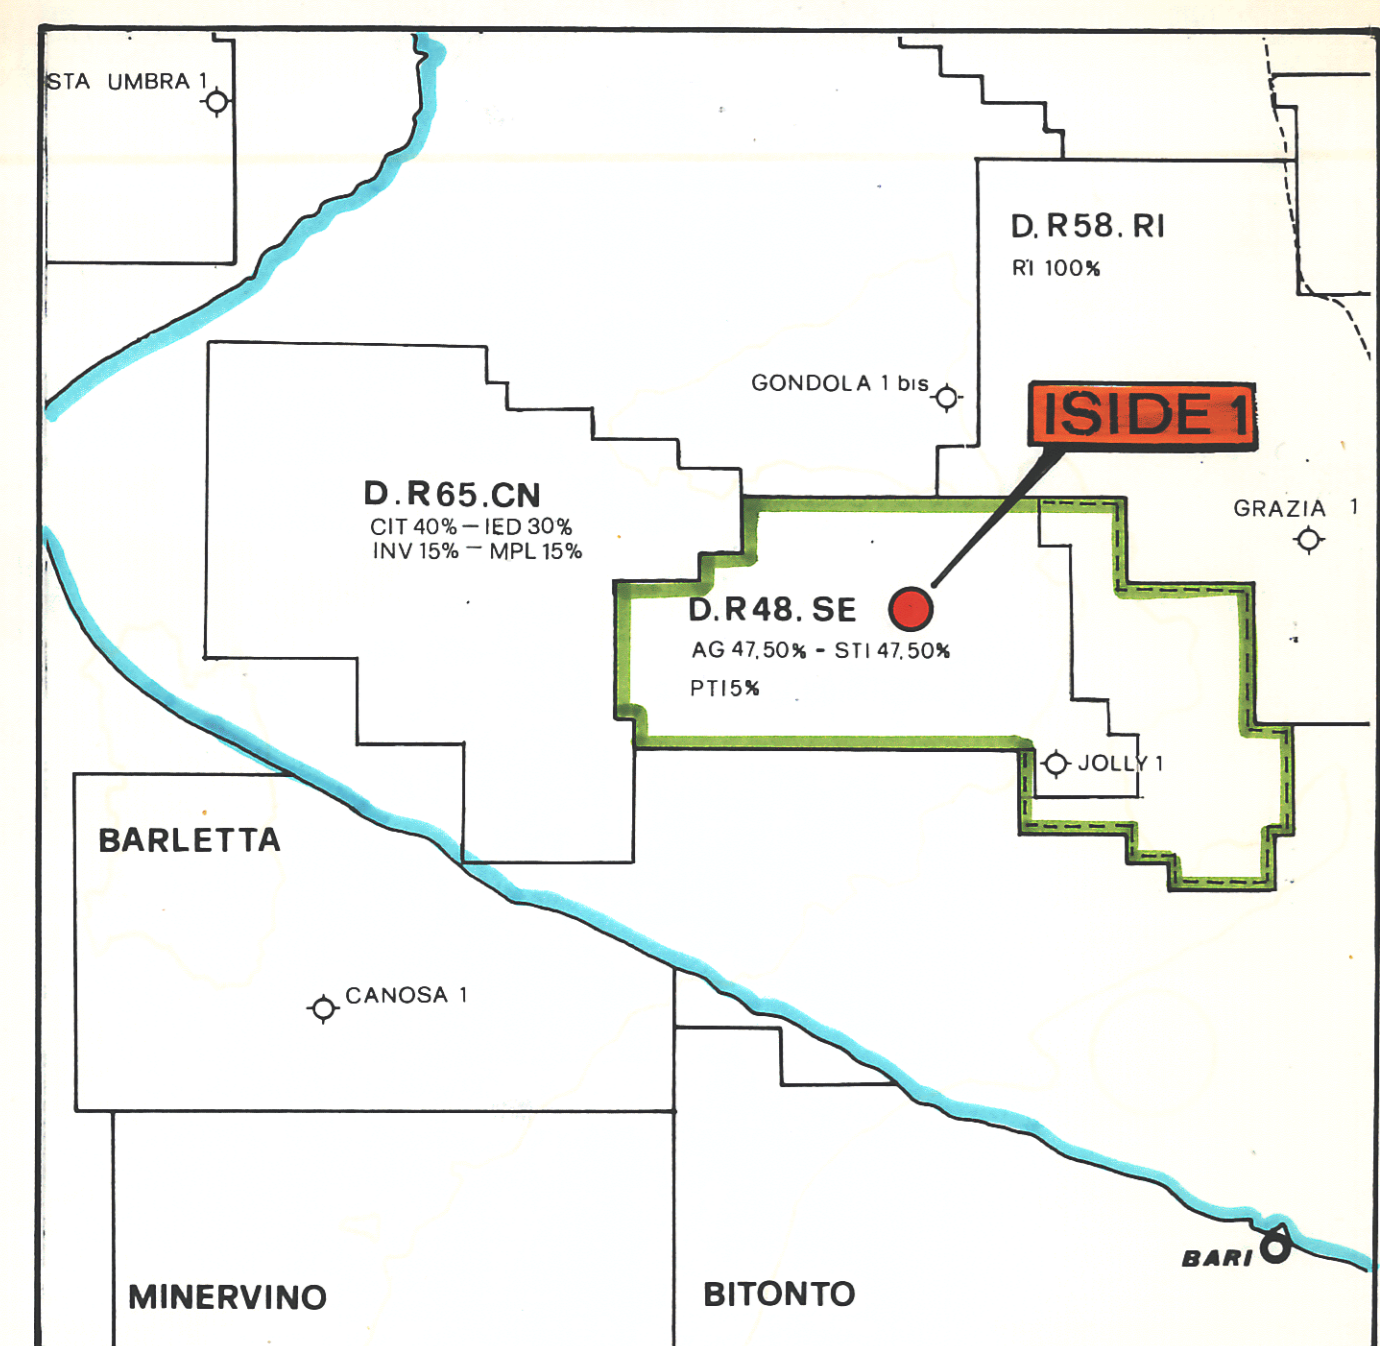 STA UMBRA 1
D.R58.RI
RI 100%
GONDOLA 1 bis
ISIDE 1
D.R65.CN
CIT 40% – IED 30%
INV 15% – MPL 15%
GRAZIA 1
D.R48.SE
AG 47,50% - STI 47,50%
PTI 5%
JOLLY 1
BARLETTA
CANOSA 1
BARI
MINERVINO
BITONTO